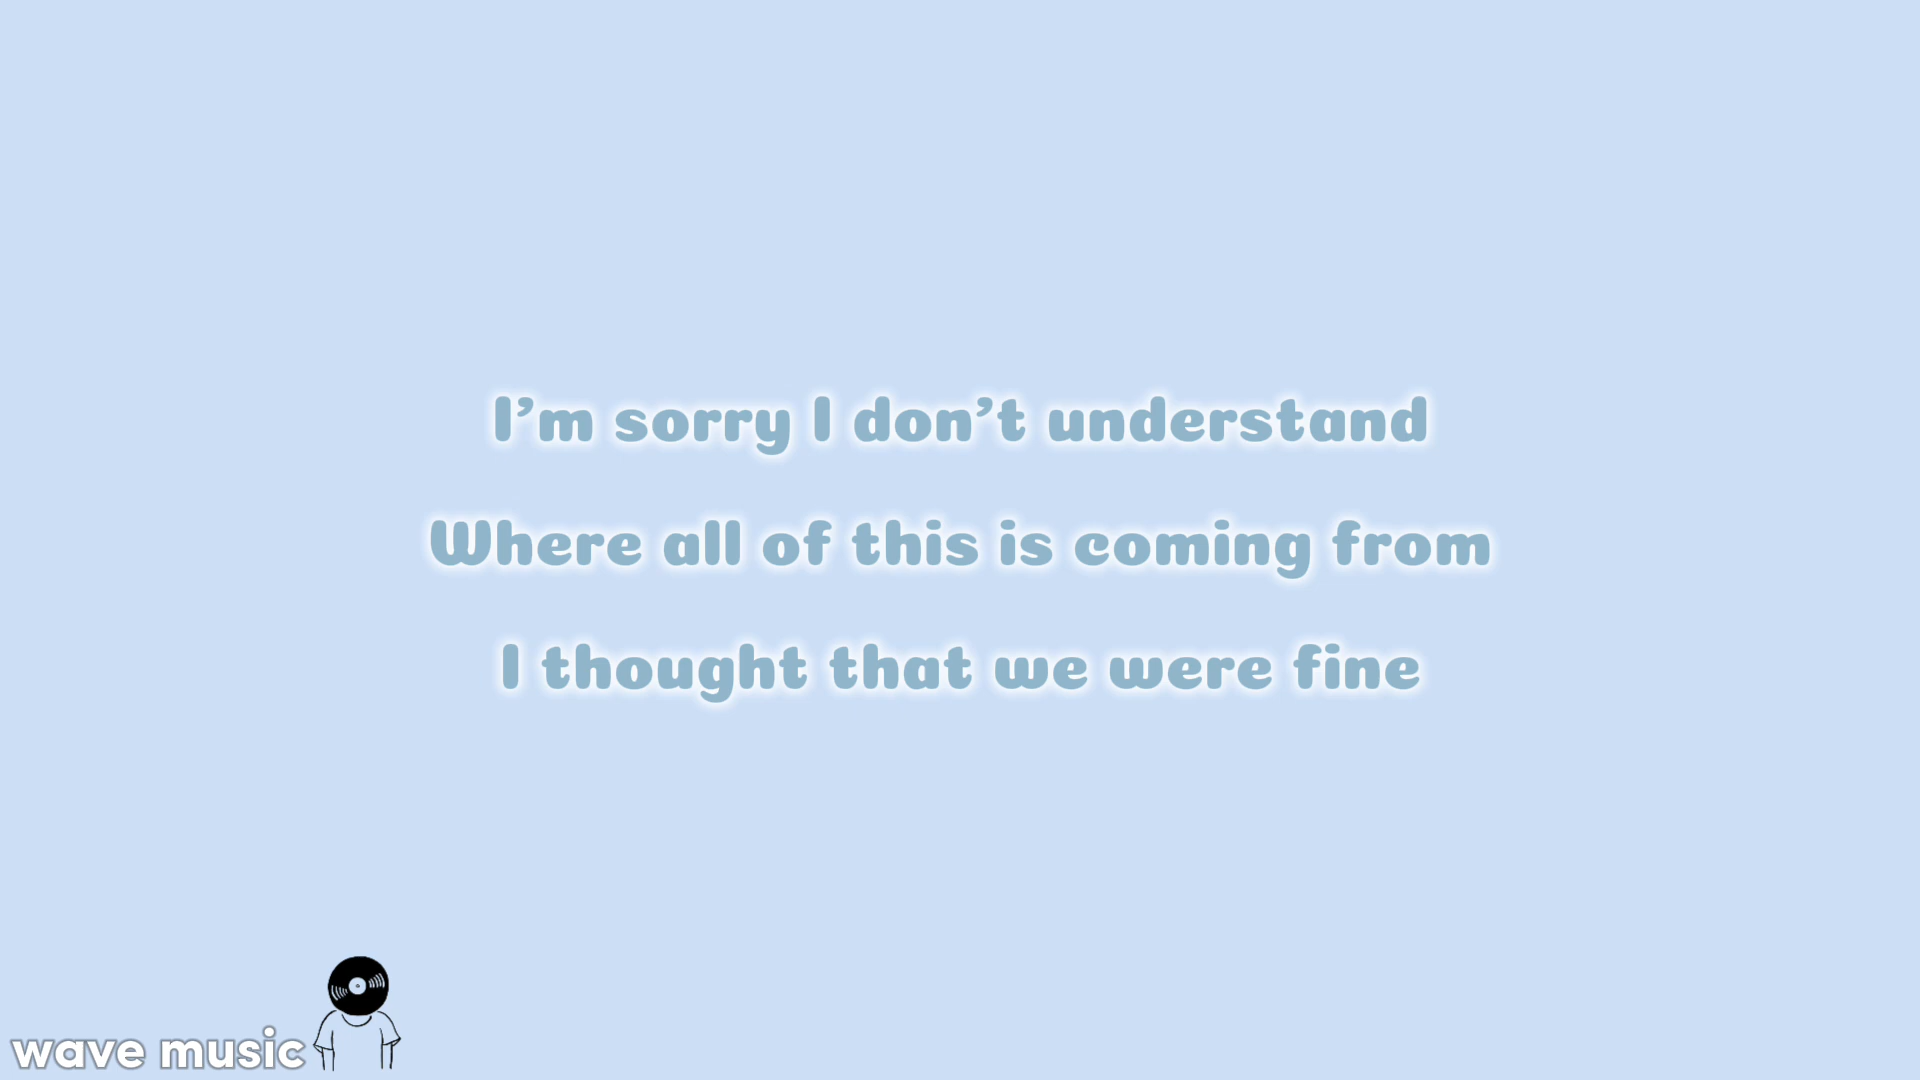 I’m sorry I don’t understand
Where all of this is coming from
I thought that we were fine
wave music